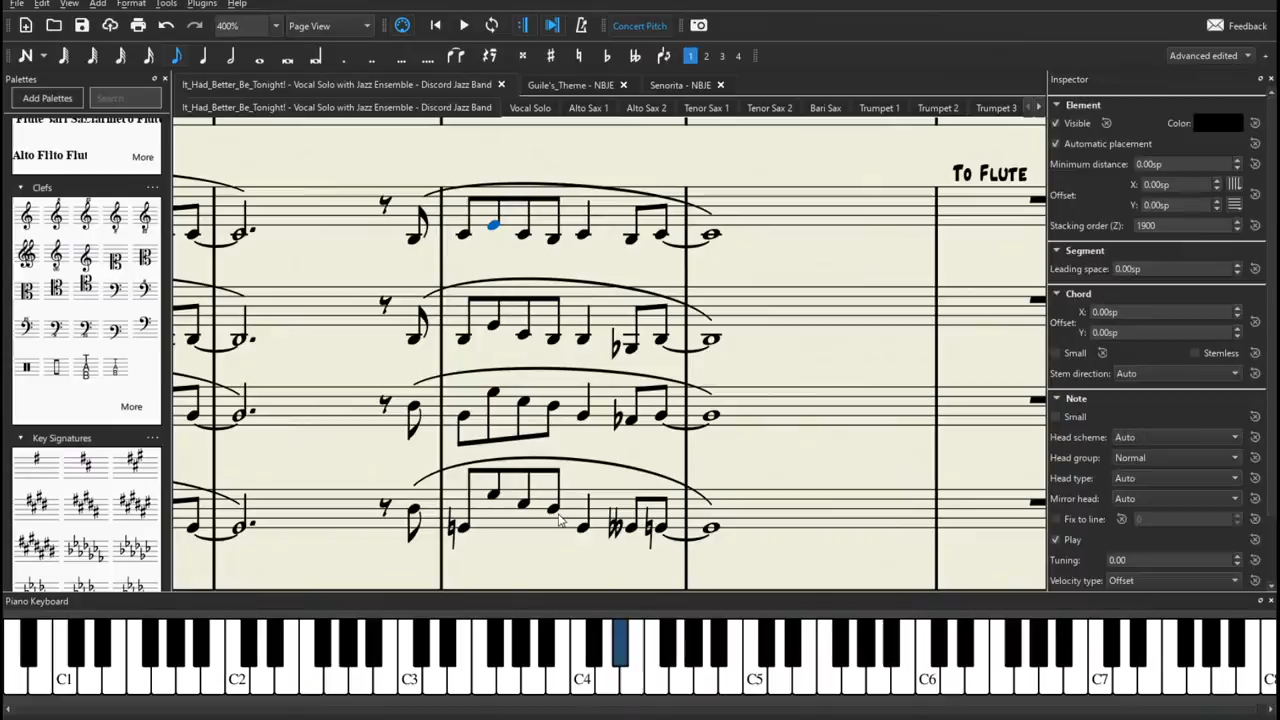 File Edit View Add Format Tools Plugins Help
400% Page View Concert Pitch Feedback
N 1 2 3 4 Advanced edited
Palettes
It_Had_Better_Be_Tonight! - Vocal Solo with Jazz Ensemble - Discord Jazz Band Guile's_Theme - NBJE Senorita - NBJE
Inspector
Add Palettes Search
It_Had_Better_Be_Tonight! - Vocal Solo with Jazz Ensemble - Discord Jazz Band Vocal Solo Alto Sax 1 Alto Sax 2 Tenor Sax 1 Tenor Sax 2 Bari Sax Trumpet 1 Trumpet 2 Trumpet 3
More
Clefs
More
Key Signatures
To Flute
Element
Visible Color:
Automatic placement
Minimum distance: 0.00sp
Offset: X: 0.00sp
Y: 0.00sp
Stacking order (Z): 1900
Segment
Leading space: 0.00sp
Chord
Offset: X: 0.00sp
Y: 0.00sp
Small Stemless
Stem direction: Auto
Note
Small
Head scheme: Auto
Head group: Normal
Head type: Auto
Mirror head: Auto
Fix to line: 0
Play
Tuning: 0.00
Velocity type: Offset
Piano Keyboard
C1 C2 C3 C4 C5 C6 C7